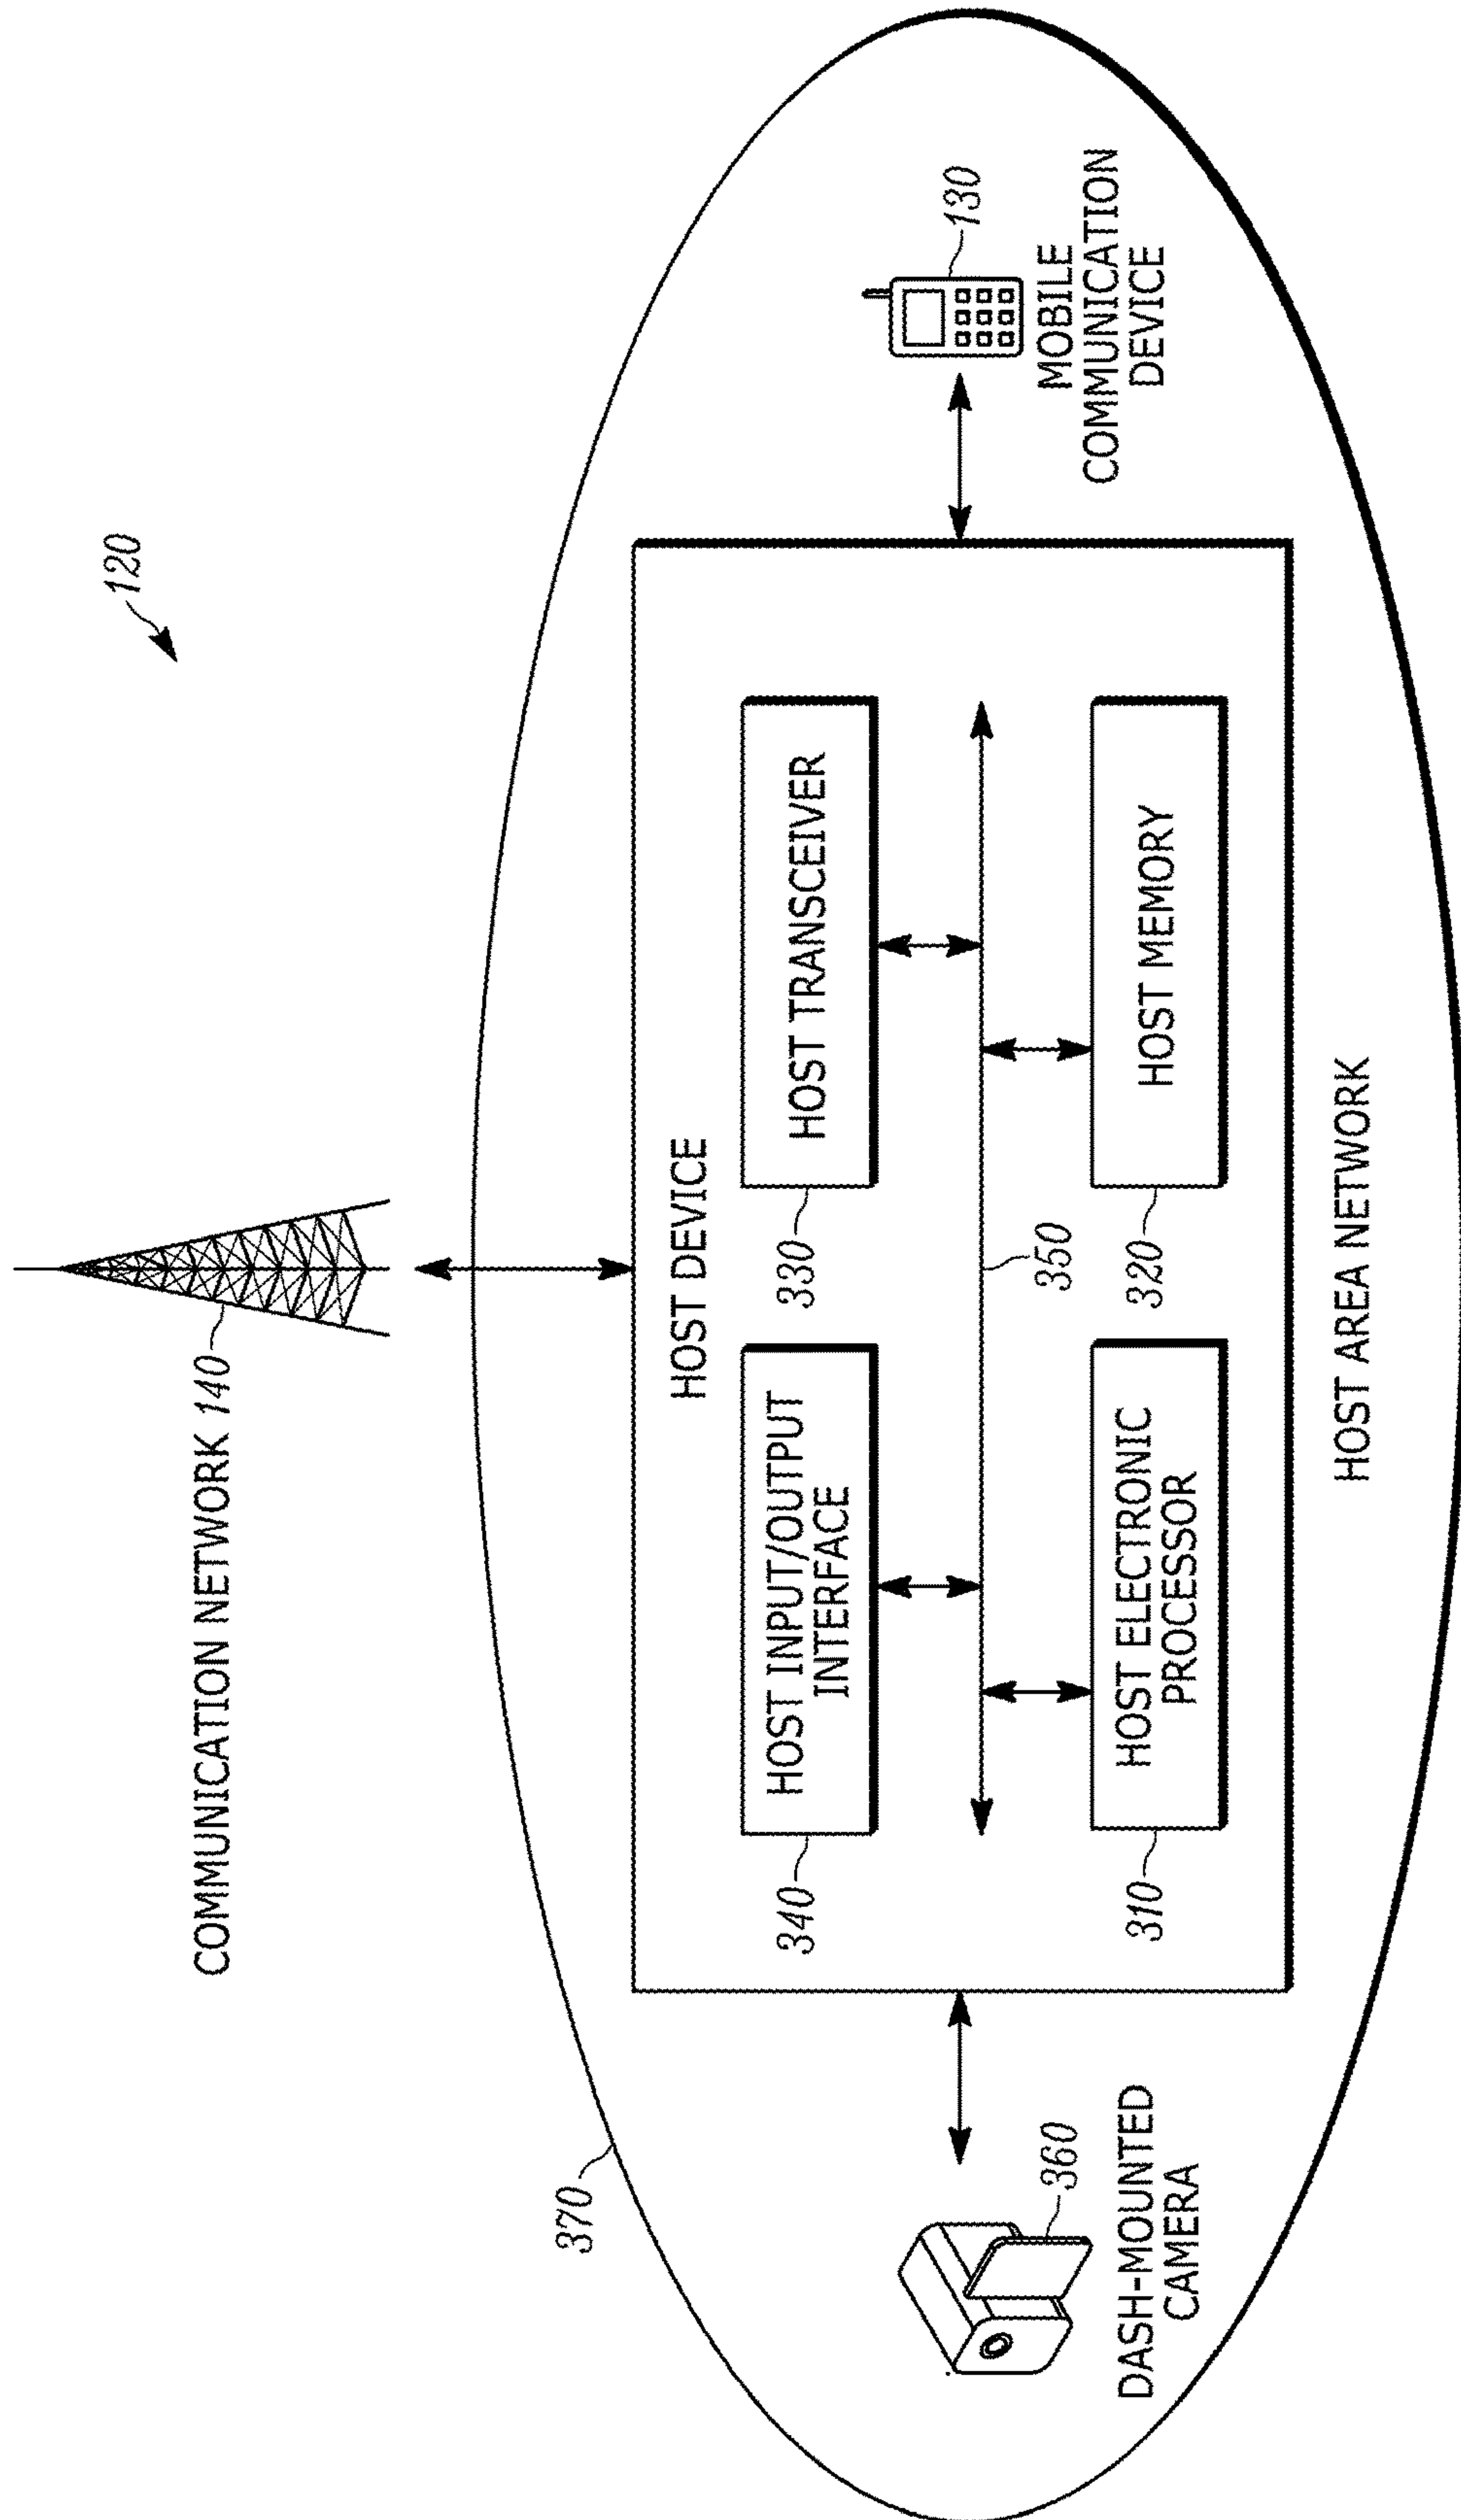 120
COMMUNICATION NETWORK 140
370
HOST DEVICE
HOST INPUT/OUTPUT
INTERFACE
340
HOST TRANSCEIVER
330
350
HOST ELECTRONIC
PROCESSOR
310
HOST MEMORY
320
360
DASH-MOUNTED
CAMERA
130
MOBILE
COMMUNICATION
DEVICE
HOST AREA NETWORK